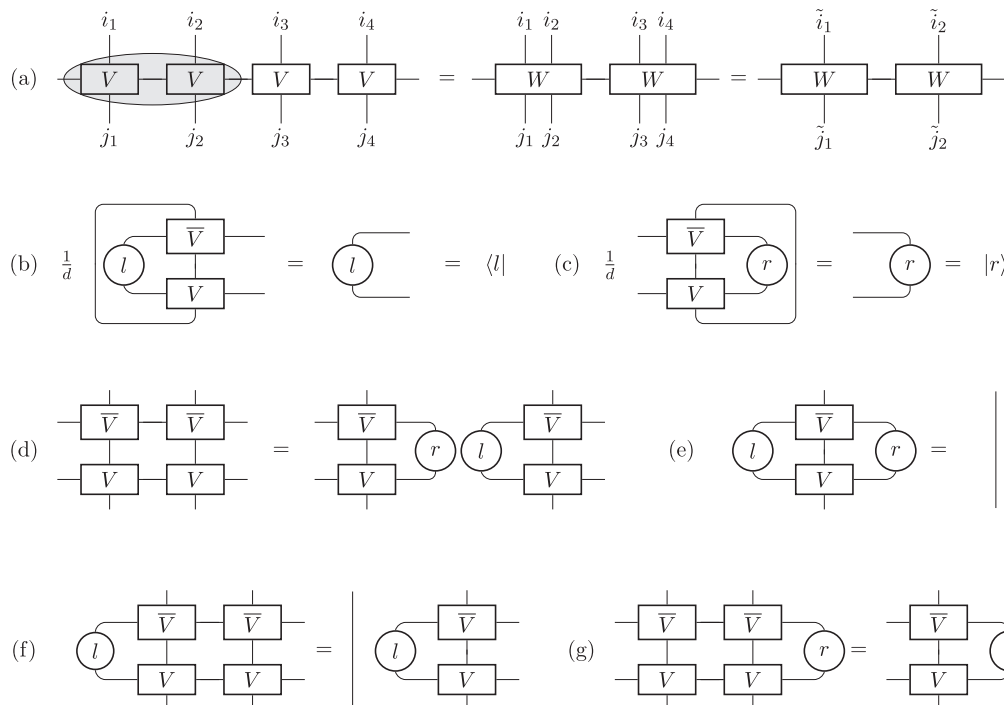 i₁ i₂ i₃ i₄ i₁ i₂ i₃ i₄ ĩ₁ ĩ₂
(a) V V V V = W W = W W
j₁ j₂ j₃ j₄ j₁ j₂ j₃ j₄ j̃₁ j̃₂
(b) 1/d l V̅ V = l = ⟨l| (c) 1/d V̅ V r = r = |r⟩
(d) V̅ V̅ V V = V̅ V r l V̅ V (e) l V̅ V r =
(f) l V̅ V̅ V V = l V̅ V (g) V̅ V̅ V V r = V̅ V